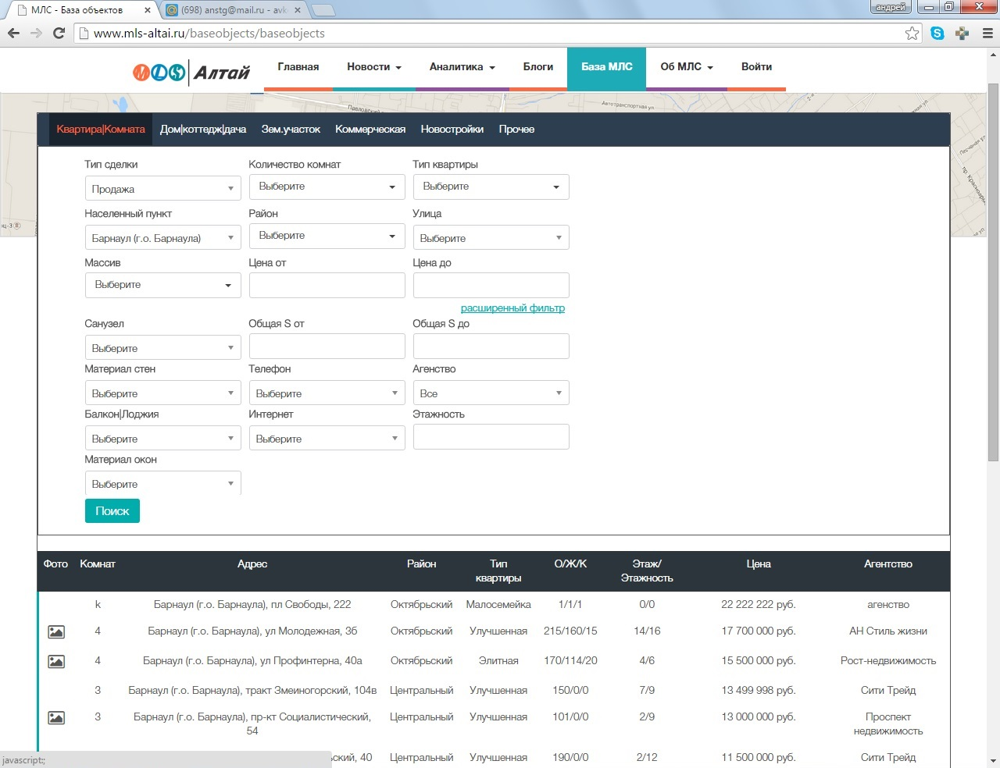 МЛС - База объектов
(698) anstg@mail.ru - avk
андрей
www.mls-altai.ru/baseobjects/baseobjects
MLS Алтай
Главная Новости Аналитика Блоги База МЛС Об МЛС Войти
Павловский
Автотранспортная ул.
Квартира|Комната Дом|коттедж|дача Зем.участок Коммерческая Новостройки Прочее
Песчаная ул.
пр. Красноарм
Тип сделки Количество комнат Тип квартиры
Продажа Выберите Выберите
Населенный пункт Район Улица
Барнаул (г.о. Барнаула) Выберите Выберите
Массив Цена от Цена до
Выберите
расширенный фильтр
Санузел Общая S от Общая S до
Выберите
Материал стен Телефон Агенство
Выберите Выберите Все
Балкон|Лоджия Интернет Этажность
Выберите Выберите
Материал окон
Выберите
Поиск
Фото Комнат Адрес Район Тип квартиры О/Ж/К Этаж/ Этажность Цена Агентство
k Барнаул (г.о. Барнаула), пл Свободы, 222 Октябрьский Малосемейка 1/1/1 0/0 22 222 222 руб. агенство
4 Барнаул (г.о. Барнаула), ул Молодежная, 3б Октябрьский Улучшенная 215/160/15 14/16 17 700 000 руб. АН Стиль жизни
4 Барнаул (г.о. Барнаула), ул Профинтерна, 40а Октябрьский Элитная 170/114/20 4/6 15 500 000 руб. Рост-недвижимость
3 Барнаул (г.о. Барнаула), тракт Змеиногорский, 104в Центральный Улучшенная 150/0/0 7/9 13 499 998 руб. Сити Трейд
3 Барнаул (г.о. Барнаула), пр-кт Социалистический, 54 Центральный Улучшенная 101/0/0 2/9 13 000 000 руб. Проспект недвижимость
ьский, 40 Центральный Улучшенная 190/0/0 2/12 11 500 000 руб. Сити Трейд
javascript:;